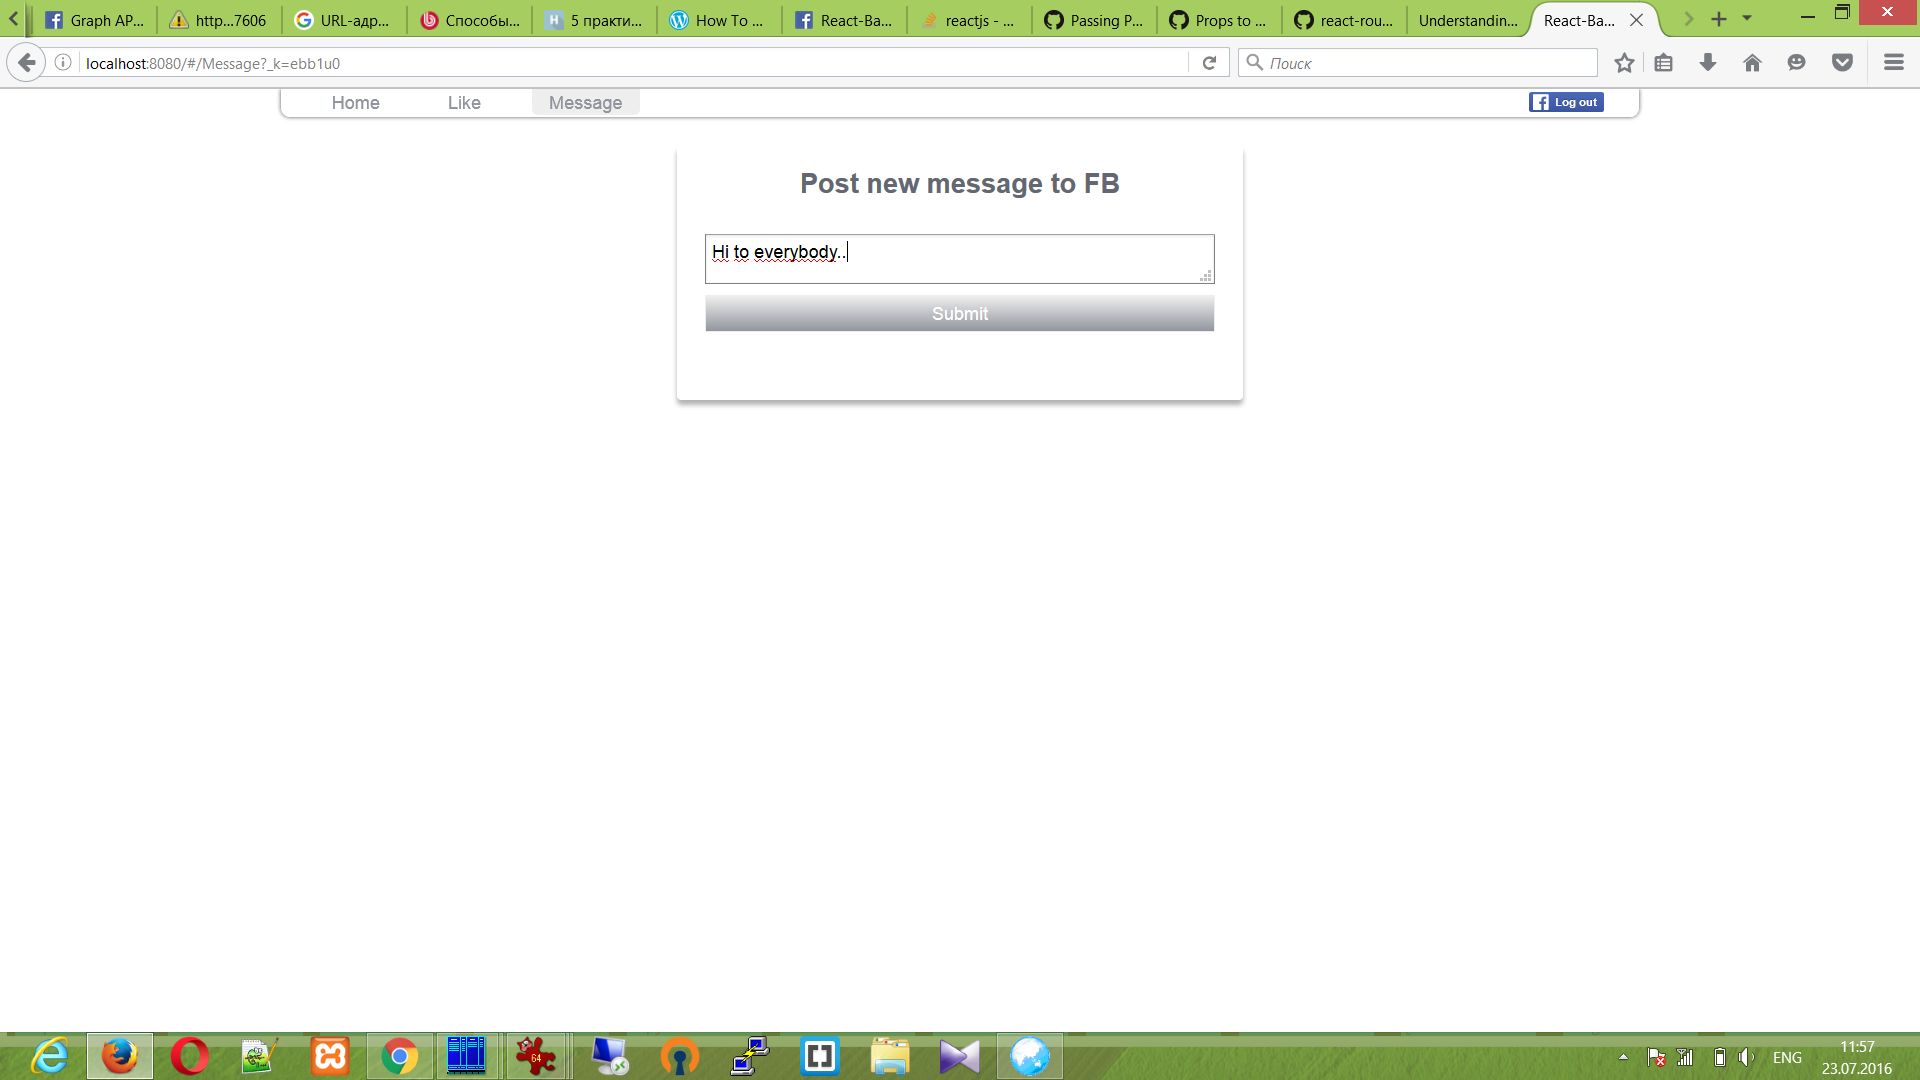 Graph AP...
http...7606
URL-адр...
Способы...
5 практи...
How To ...
React-Ba...
reactjs - ...
Passing P...
Props to ...
react-rou...
Understandin...
React-Ba...
localhost:8080/#/Message?_k=ebb1u0
Поиск
Home
Like
Message
Log out
Post new message to FB
Hi to everybody..
Submit
64
ENG
11:57
23.07.2016